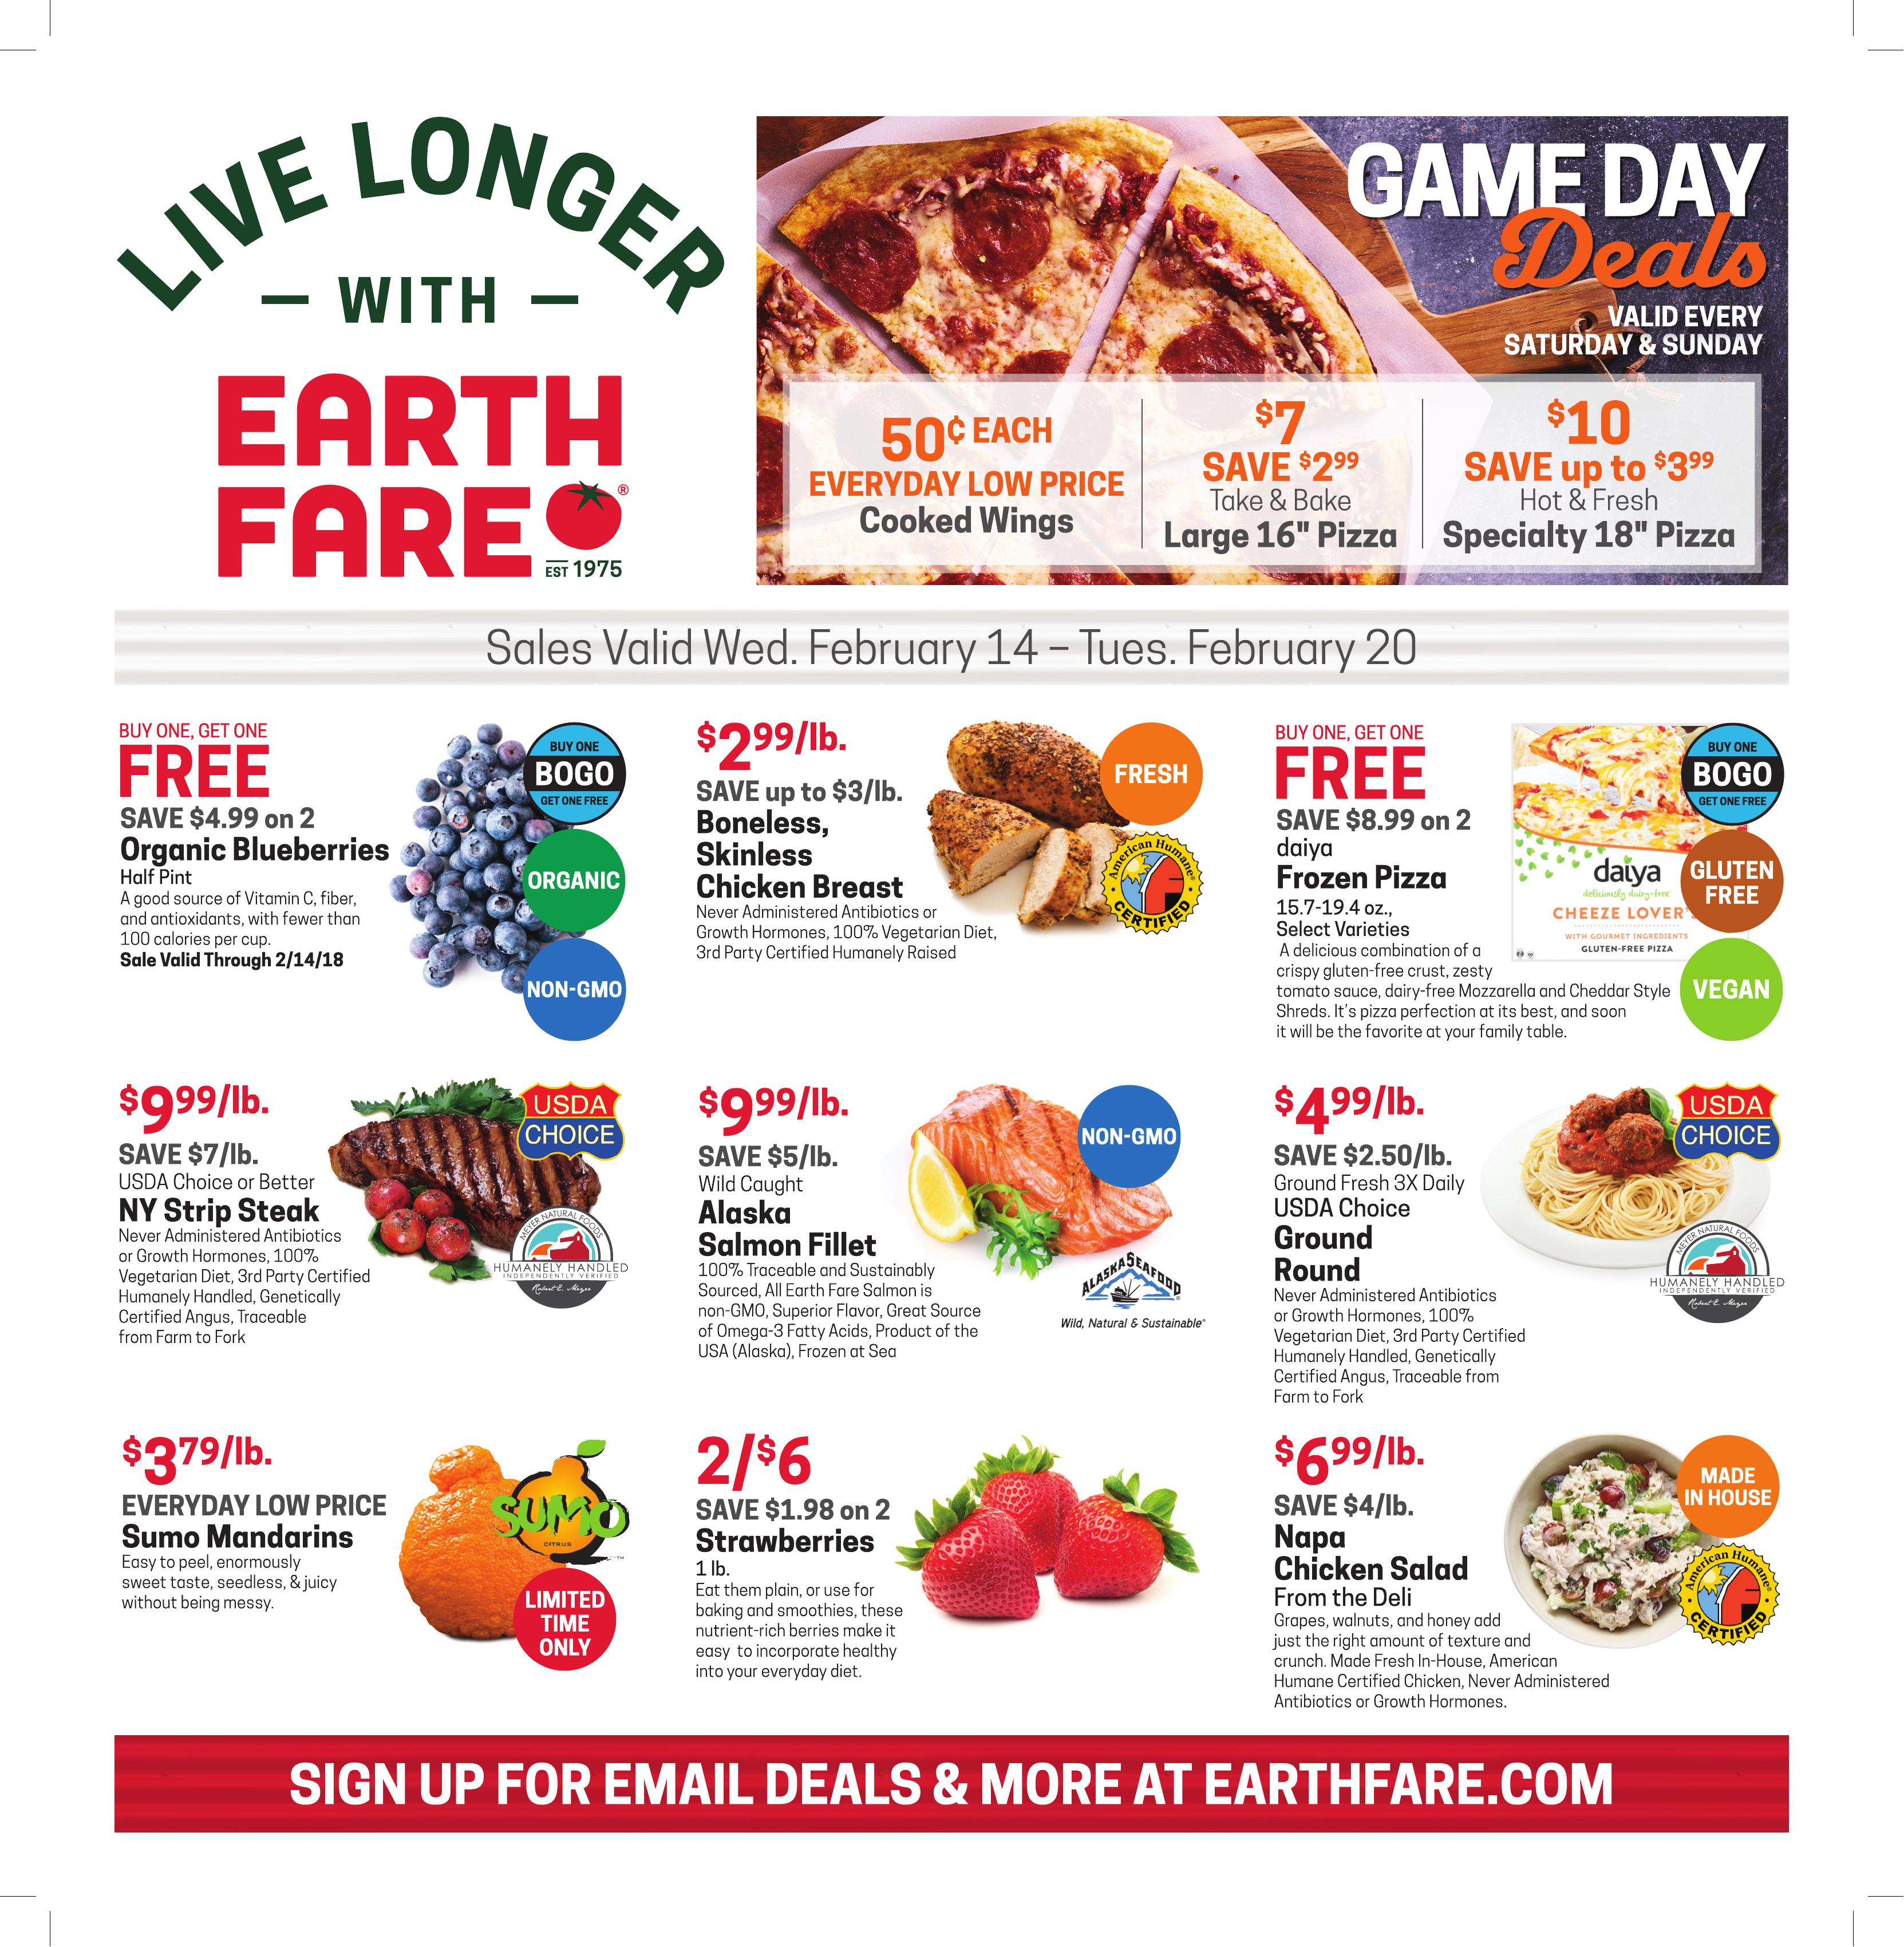 LIVE LONGER
— WITH —
EARTH
FARE®
EST 1975
GAME DAY
Deals
VALID EVERY
SATURDAY & SUNDAY
50¢ EACH
EVERYDAY LOW PRICE
Cooked Wings
$7
SAVE $2 99
Take & Bake
Large 16" Pizza
$10
SAVE up to $3 99
Hot & Fresh
Specialty 18" Pizza
Sales Valid Wed. February 14 – Tues. February 20
BUY ONE, GET ONE
FREE
SAVE $4.99 on 2
Organic Blueberries
Half Pint
A good source of Vitamin C, fiber,
and antioxidants, with fewer than
100 calories per cup.
Sale Valid Through 2/14/18
BUY ONE
BOGO
GET ONE FREE
ORGANIC
NON-GMO
$2 99/lb.
SAVE up to $3/lb.
Boneless,
Skinless
Chicken Breast
Never Administered Antibiotics or
Growth Hormones, 100% Vegetarian Diet,
3rd Party Certified Humanely Raised
FRESH
American Humane®
CERTIFIED
BUY ONE, GET ONE
FREE
SAVE $8.99 on 2
daiya
Frozen Pizza
15.7-19.4 oz.,
Select Varieties
A delicious combination of a
crispy gluten-free crust, zesty
tomato sauce, dairy-free Mozzarella and Cheddar Style
Shreds. It's pizza perfection at its best, and soon
it will be the favorite at your family table.
daiya
deliciously dairy-free
CHEEZE LOVER'S
WITH GOURMET INGREDIENTS
GLUTEN-FREE PIZZA
BUY ONE
BOGO
GET ONE FREE
GLUTEN
FREE
VEGAN
$9 99/lb.
SAVE $7/lb.
USDA Choice or Better
NY Strip Steak
Never Administered Antibiotics
or Growth Hormones, 100%
Vegetarian Diet, 3rd Party Certified
Humanely Handled, Genetically
Certified Angus, Traceable
from Farm to Fork
USDA
CHOICE
MEYER NATURAL FOODS
HUMANELY HANDLED
INDEPENDENTLY VERIFIED
Robert E. Meyer
$9 99/lb.
SAVE $5/lb.
Wild Caught
Alaska
Salmon Fillet
100% Traceable and Sustainably
Sourced, All Earth Fare Salmon is
non-GMO, Superior Flavor, Great Source
of Omega-3 Fatty Acids, Product of the
USA (Alaska), Frozen at Sea
NON-GMO
ALASKA SEAFOOD®
Wild, Natural & Sustainable®
$4 99/lb.
SAVE $2.50/lb.
Ground Fresh 3X Daily
USDA Choice
Ground
Round
Never Administered Antibiotics
or Growth Hormones, 100%
Vegetarian Diet, 3rd Party Certified
Humanely Handled, Genetically
Certified Angus, Traceable from
Farm to Fork
USDA
CHOICE
MEYER NATURAL FOODS
HUMANELY HANDLED
INDEPENDENTLY VERIFIED
Robert E. Meyer
$3 79/lb.
EVERYDAY LOW PRICE
Sumo Mandarins
Easy to peel, enormously
sweet taste, seedless, & juicy
without being messy.
SUMO
CITRUS
™
LIMITED
TIME
ONLY
2/$6
SAVE $1.98 on 2
Strawberries
1 lb.
Eat them plain, or use for
baking and smoothies, these
nutrient-rich berries make it
easy to incorporate healthy
into your everyday diet.
$6 99/lb.
SAVE $4/lb.
Napa
Chicken Salad
From the Deli
Grapes, walnuts, and honey add
just the right amount of texture and
crunch. Made Fresh In-House, American
Humane Certified Chicken, Never Administered
Antibiotics or Growth Hormones.
MADE
IN HOUSE
American Humane®
CERTIFIED
SIGN UP FOR EMAIL DEALS & MORE AT EARTHFARE.COM